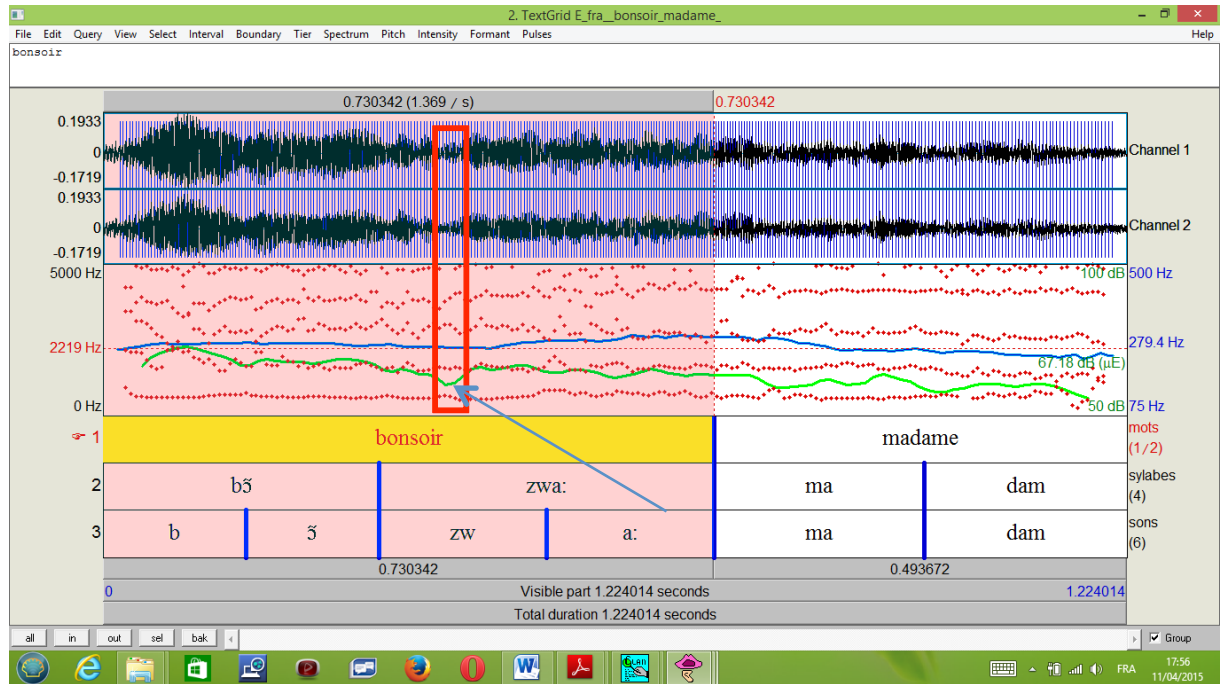 2. TextGrid E_fra__bonsoir_madame_
File Edit Query View Select Interval Boundary Tier Spectrum Pitch Intensity Formant Pulses Help
bonsoir
0.730342 (1.369 / s) 0.730342
0.1933
0 Channel 1
-0.1719
0.1933
0 Channel 2
-0.1719
5000 Hz 100 dB 500 Hz
2219 Hz 279.4 Hz
67.18 dB (µE)
0 Hz 50 dB 75 Hz
1 bonsoir madame mots (1/2)
2 bɔ̃ zwa: ma dam sylabes (4)
3 b ɔ̃ zw a: ma dam sons (6)
0.730342 0.493672
0 Visible part 1.224014 seconds 1.224014
Total duration 1.224014 seconds
all in out sel bak Group
FRA 17:56
11/04/2015